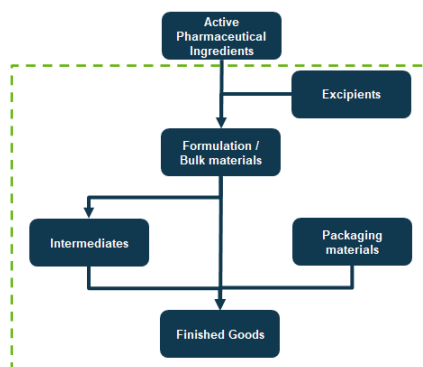 Active
Pharmaceutical
Ingredients
Excipients
Formulation /
Bulk materials
Intermediates
Packaging
materials
Finished Goods